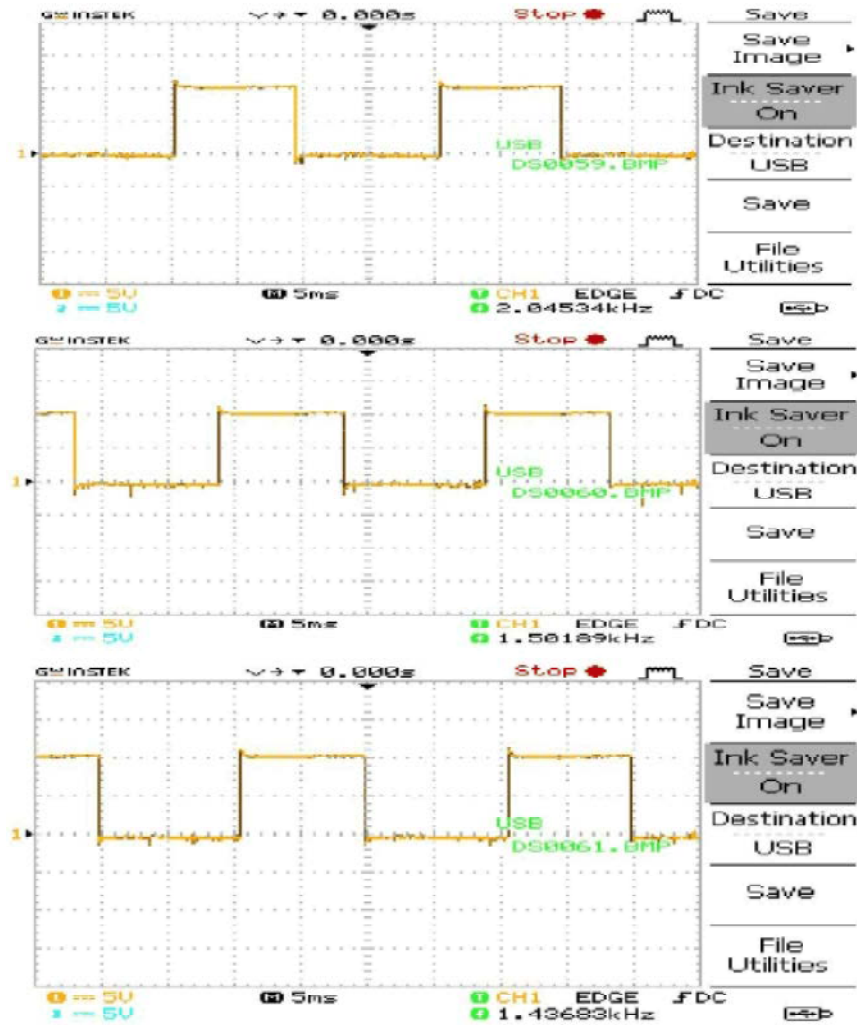 GW INSTEK 0.000s Stop Save
Save
Image
Ink Saver
On
Destination
USB
USB
DS0059.BMP
1
Save
File
Utilities
1 5V M 5ms T CH1 EDGE DC
2 5V F 2.04534kHz
GW INSTEK 0.000s Stop Save
Save
Image
Ink Saver
On
Destination
USB
USB
DS0060.BMP
1
Save
File
Utilities
1 5V M 5ms T CH1 EDGE DC
2 5V F 1.50189kHz
GW INSTEK 0.000s Stop Save
Save
Image
Ink Saver
On
Destination
USB
USB
DS0061.BMP
1
Save
File
Utilities
1 5V M 5ms T CH1 EDGE DC
2 5V F 1.43683kHz